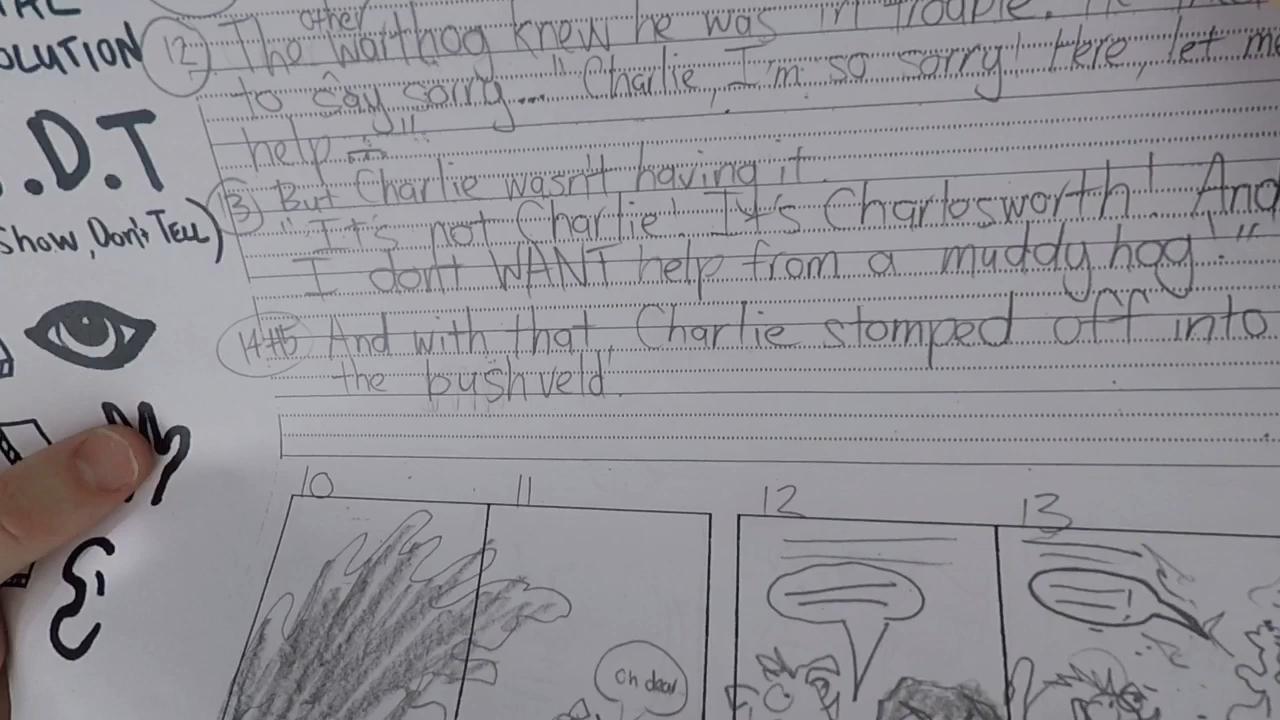 OLUTION
.D.T
Show, Don't Tell)
other
12 The warthog knew he was in trouble. He
to say sorry... "Charlie, I'm so sorry! Here, let me
help"
13 But Charlie wasn't having it.
"It's not Charlie! It's Charlosworth! And
I don't WANT help from a muddy hog!"
14+15 And with that, Charlie stomped off into
the bushveld.
10 11 12 13
Oh dear